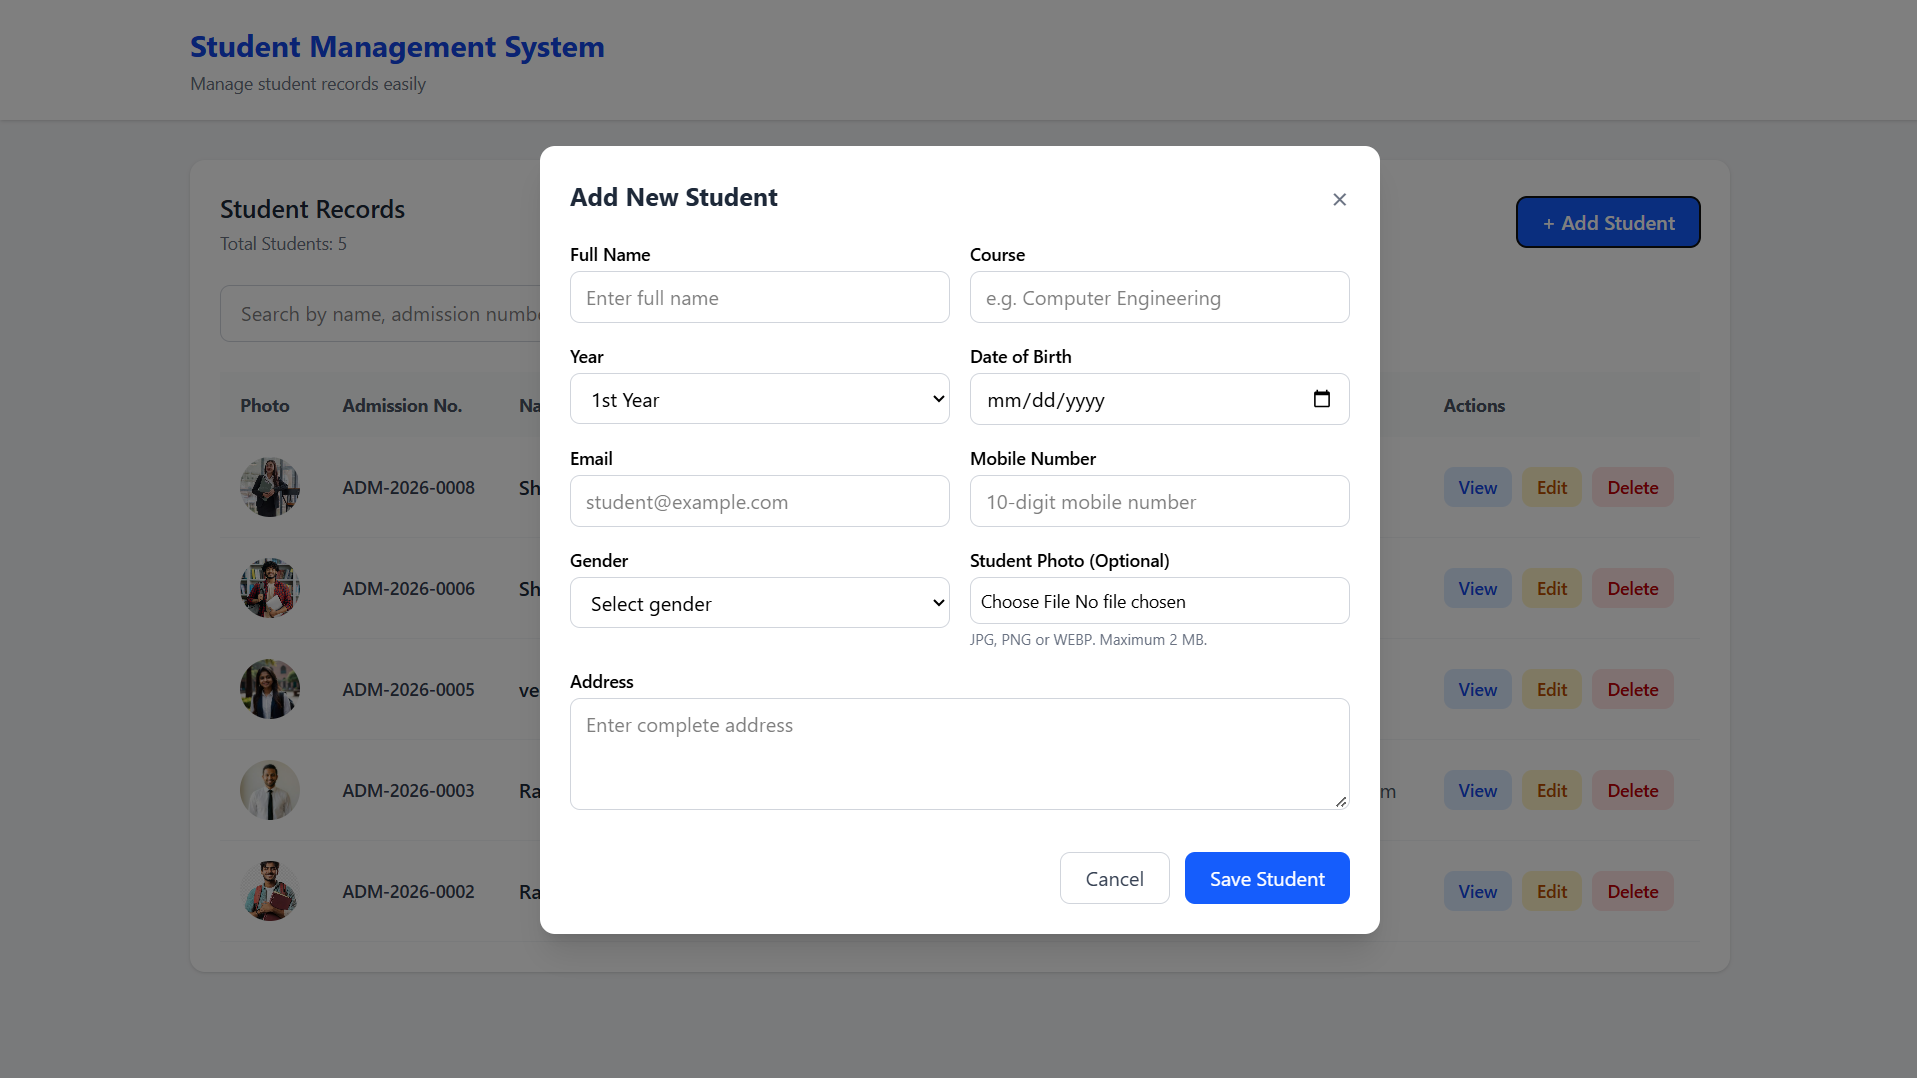 Student Management System
Manage student records easily
Student Records
Total Students: 5
+ Add Student
Search by name, admission numb
Photo Admission No. Na Actions
ADM-2026-0008 Sh View Edit Delete
ADM-2026-0006 Sh View Edit Delete
ADM-2026-0005 ve View Edit Delete
ADM-2026-0003 Ra m View Edit Delete
ADM-2026-0002 Ra View Edit Delete
Add New Student ×
Full Name Course
Enter full name e.g. Computer Engineering
Year Date of Birth
1st Year mm/dd/yyyy
Email Mobile Number
student@example.com 10-digit mobile number
Gender Student Photo (Optional)
Select gender Choose File No file chosen
JPG, PNG or WEBP. Maximum 2 MB.
Address
Enter complete address
Cancel Save Student